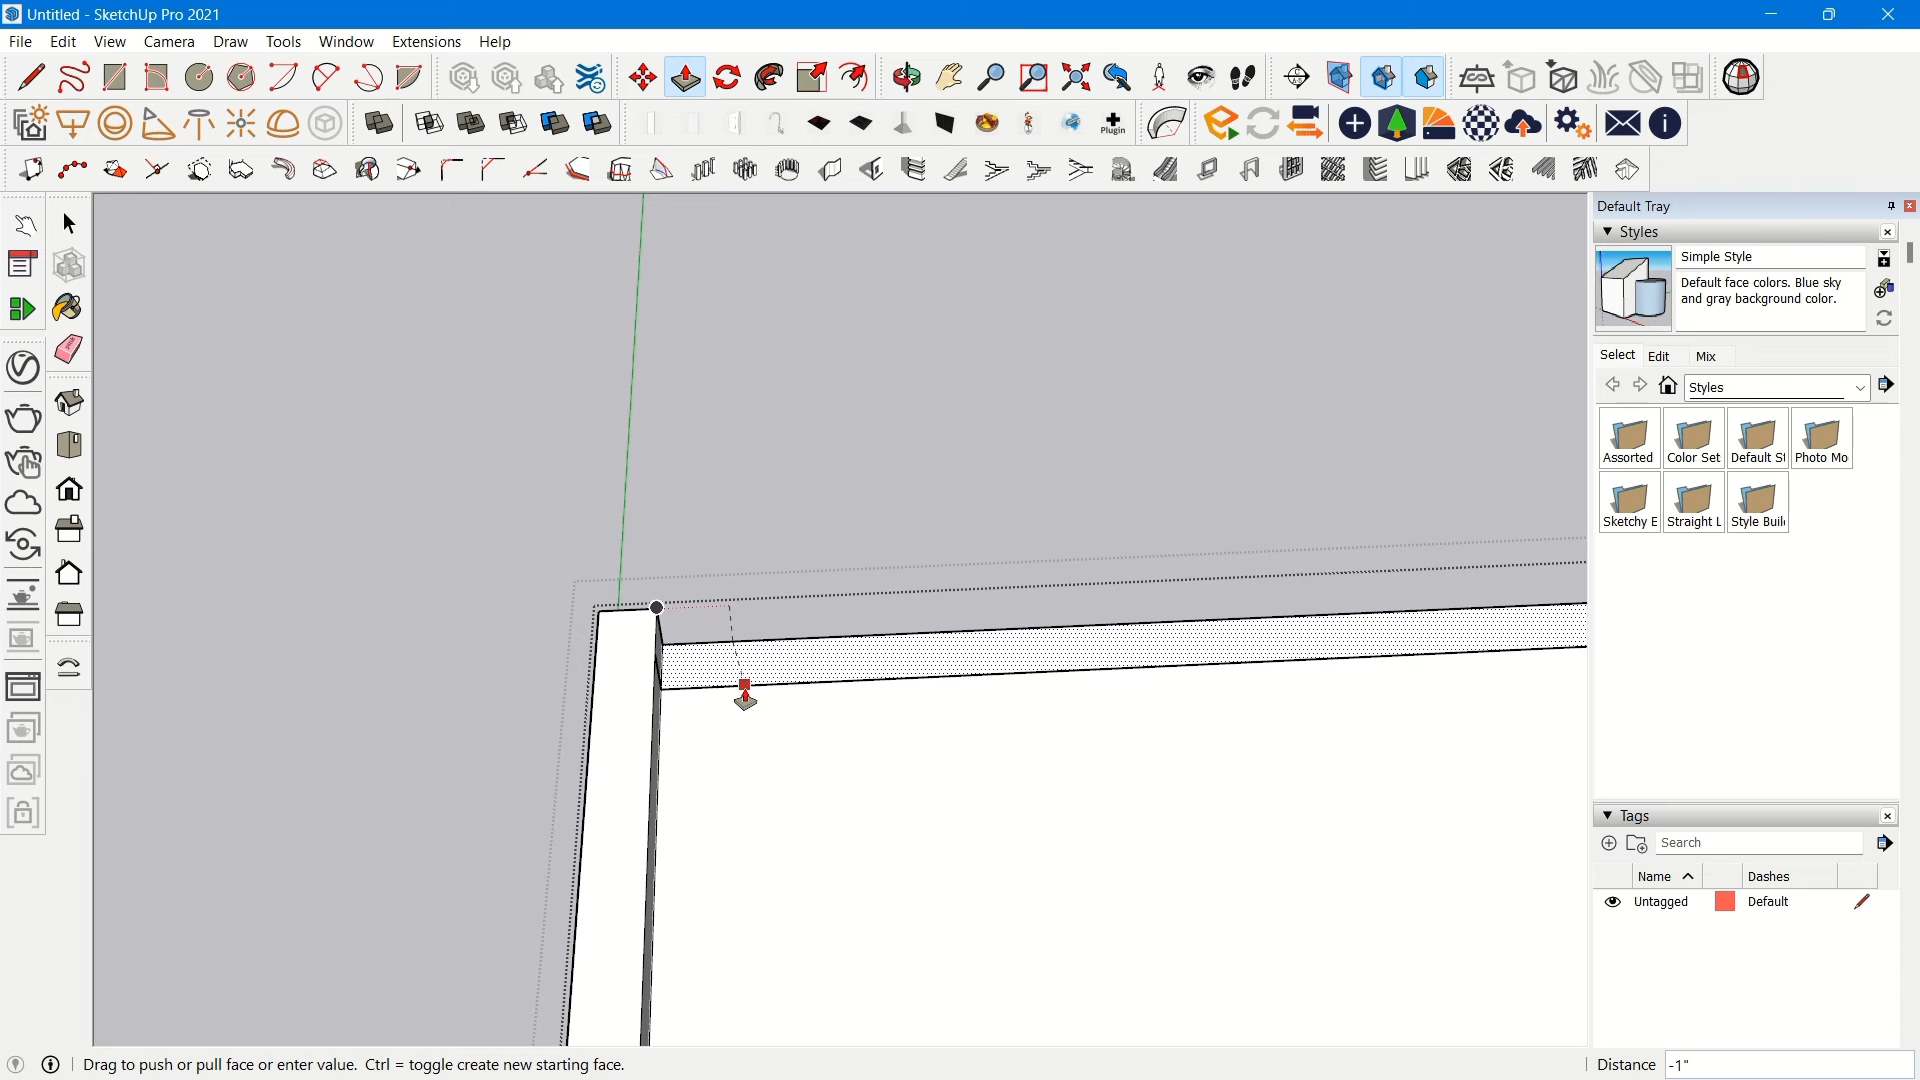 Untitled - SketchUp Pro 2021
File Edit View Camera Draw Tools Window Extensions Help
Plugin
Default Tray
Styles
Simple Style
Default face colors. Blue sky
and gray background color.
Select Edit Mix
Styles
Assorted Color Set Default St Photo Mo
Sketchy E Straight L Style Buil
Tags
Search
Name Dashes
Untagged Default
Drag to push or pull face or enter value. Ctrl = toggle create new starting face.
Distance -1"